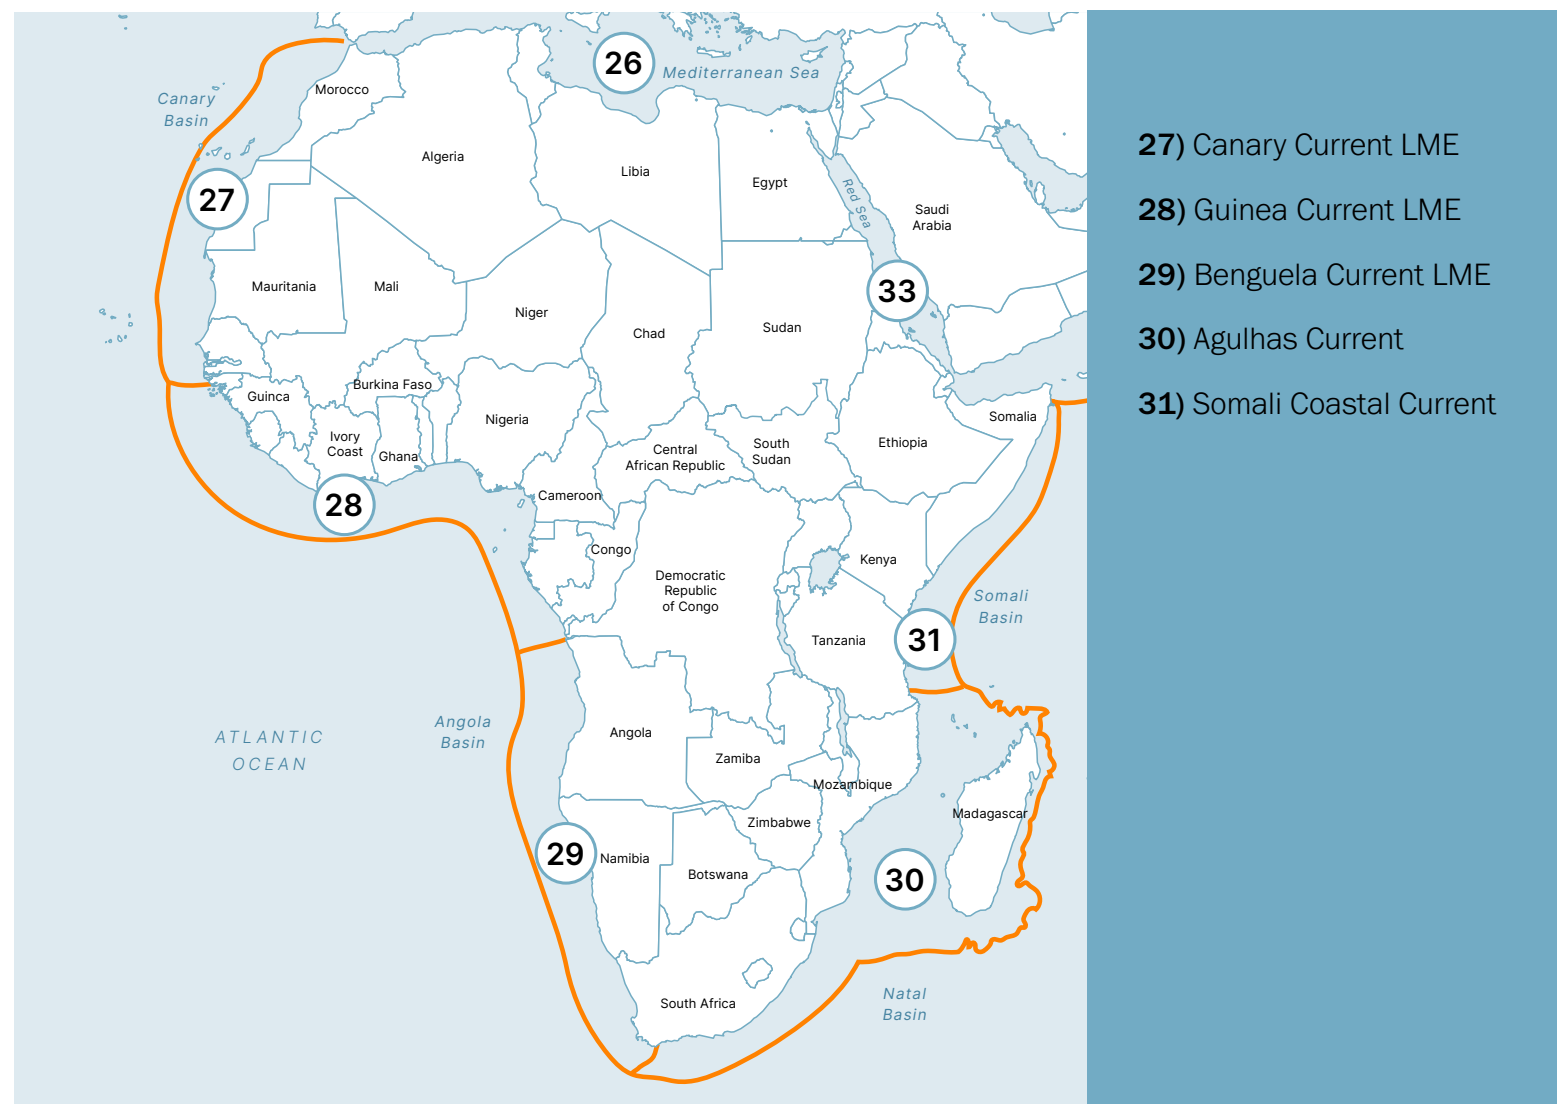 26
Mediterranean Sea
Morocco
Canary
Basin
Algeria
Libia
Egypt
Red Sea
Saudi
Arabia
27
Mauritania
Mali
Niger
Chad
Sudan
33
Burkina Faso
Guinca
Nigeria
Ivory
Coast
Ghana
Central
African Republic
South
Sudan
Ethiopia
Somalia
28
Cameroon
Congo
Democratic
Republic
of Congo
Kenya
Somali
Basin
Tanzania
31
ATLANTIC
OCEAN
Angola
Basin
Angola
Zamiba
Mozambique
Madagascar
Zimbabwe
29
Namibia
Botswana
30
South Africa
Natal
Basin
27) Canary Current LME
28) Guinea Current LME
29) Benguela Current LME
30) Agulhas Current
31) Somali Coastal Current